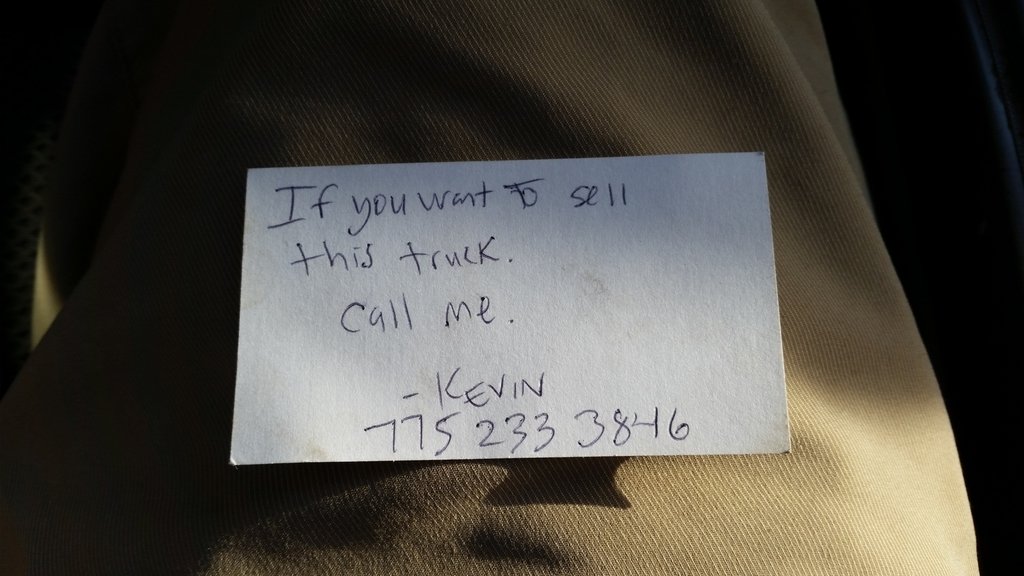 If you want to sell
this truck.
call me.
- KEVIN
775 233 3846